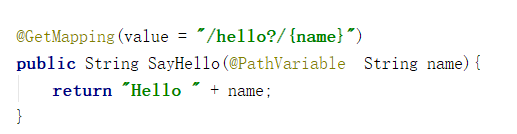 @GetMapping(value = "/hello?/{name}")
public String SayHello(@PathVariable  String name){
    return "Hello " + name;
}